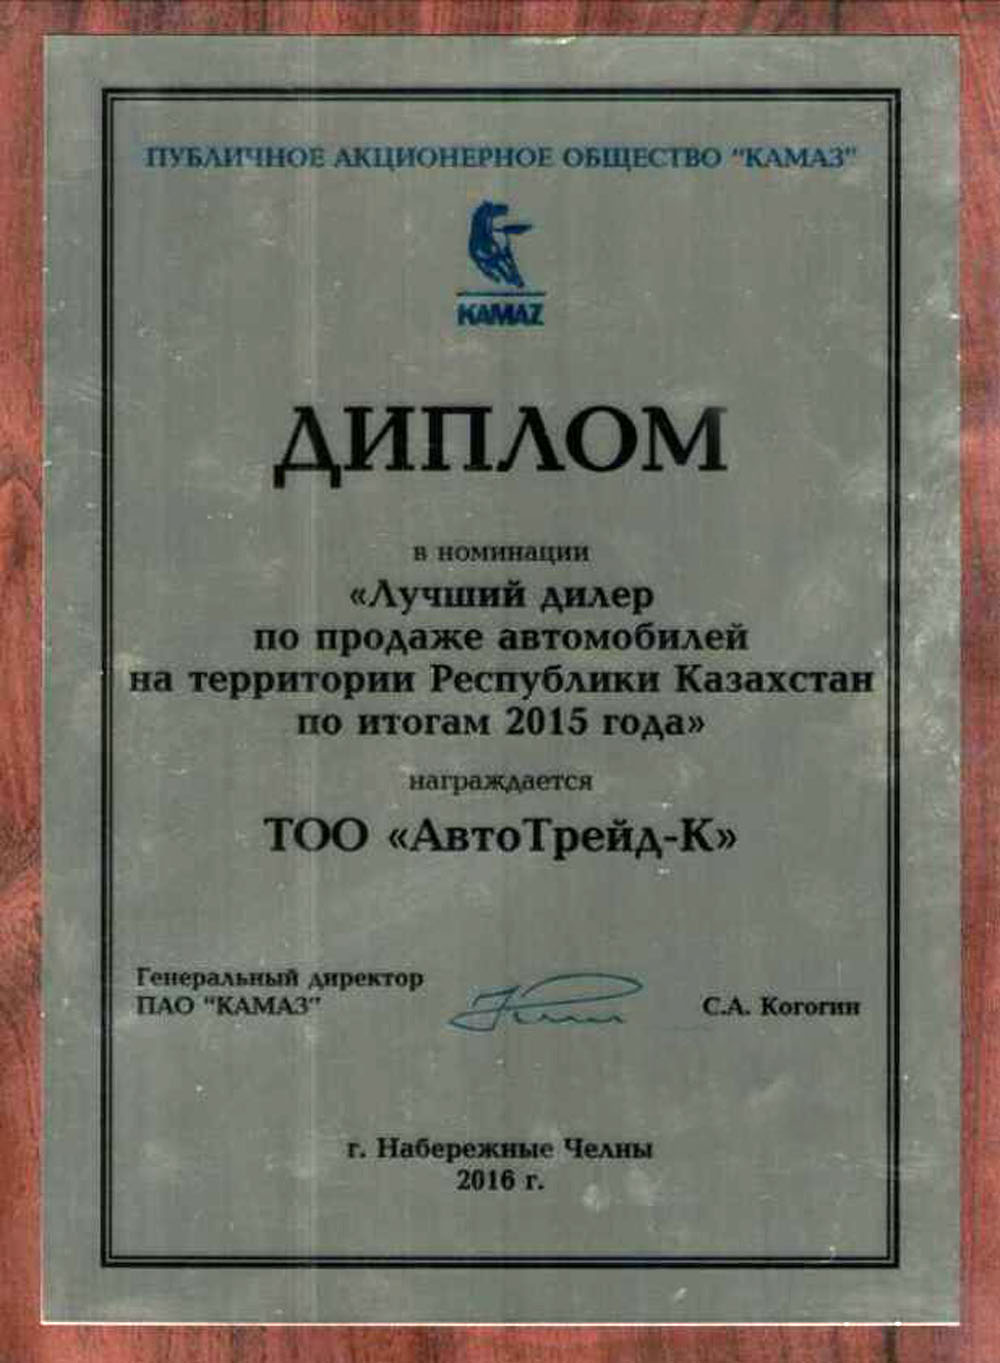 ПУБЛИЧНОЕ АКЦИОНЕРНОЕ ОБЩЕСТВО "КАМАЗ"
KAMAZ
ДИПЛОМ
в номинации
«Лучший дилер
по продаже автомобилей
на территории Республики Казахстан
по итогам 2015 года»
награждается
ТОО «АвтоТрейд-К»
Генеральный директор
ПАО "КАМАЗ"
С.А. Когогин
г. Набережные Челны
2016 г.